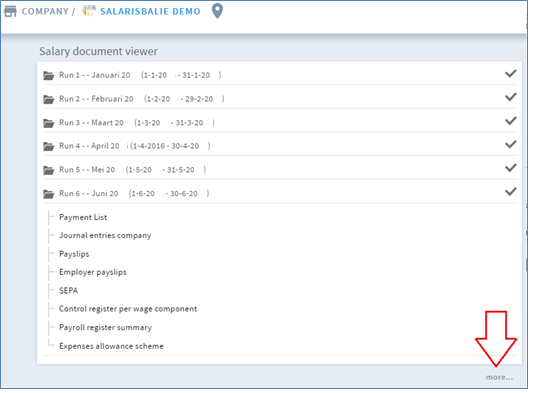 COMPANY / SALARISBALIE DEMO
Salary document viewer
Run 1 - - Januari 20 (1-1-20 - 31-1-20 )
Run 2 - - Februari 20 (1-2-20 - 29-2-20 )
Run 3 - - Maart 20 (1-3-20 - 31-3-20 )
Run 4 - - April 20 (1-4-2016 - 30-4-20 )
Run 5 - - Mei 20 (1-5-20 - 31-5-20 )
Run 6 - - Juni 20 (1-6-20 - 30-6-20 )
Payment List
Journal entries company
Payslips
Employer payslips
SEPA
Control register per wage component
Payroll register summary
Expenses allowance scheme
more...